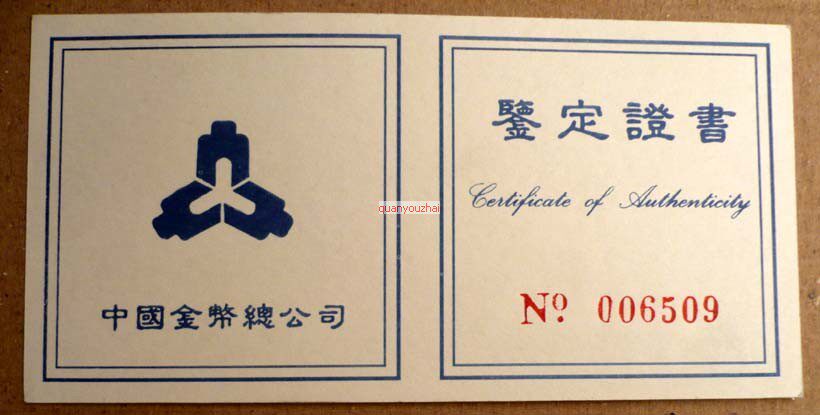 中國金幣總公司
鑒定證書
Certificate of Authenticity
Nº 006509
quanyouzhai